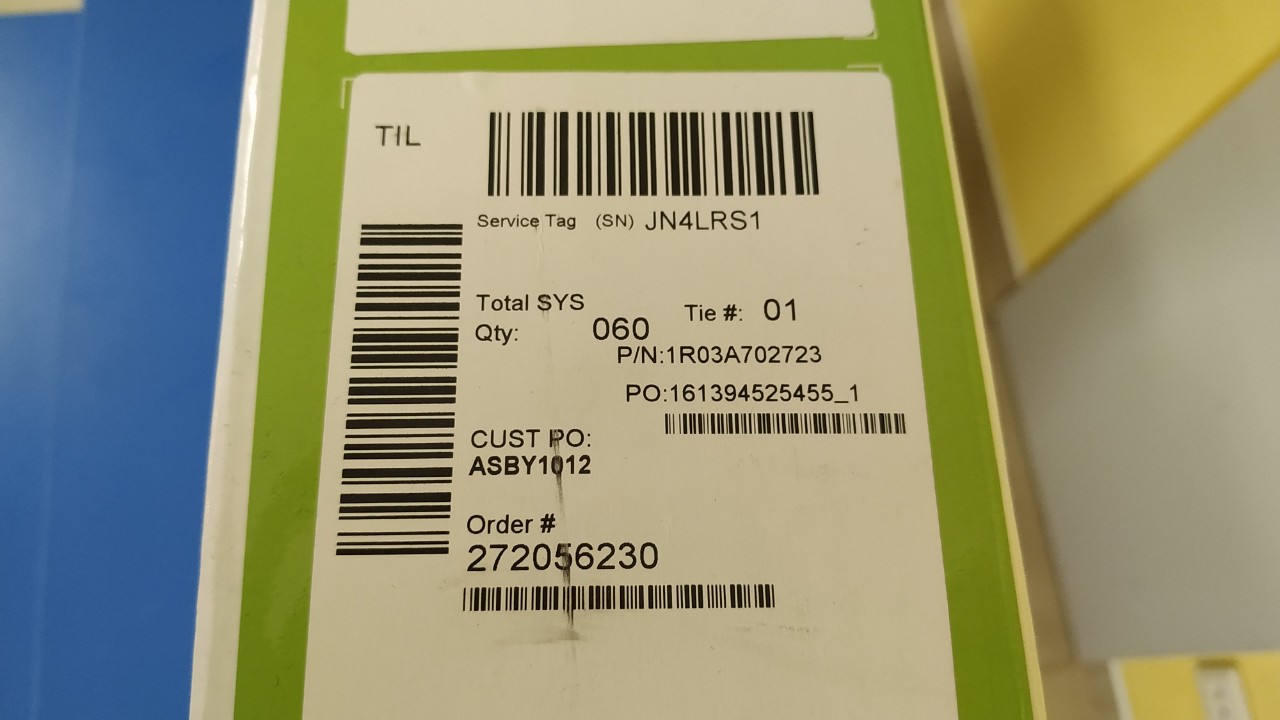 TIL
Service Tag (SN) JN4LRS1
Total SYS
Qty: 060 Tie #: 01
P/N:1R03A702723
PO:161394525455_1
CUST PO:
ASBY1012
Order #
272056230